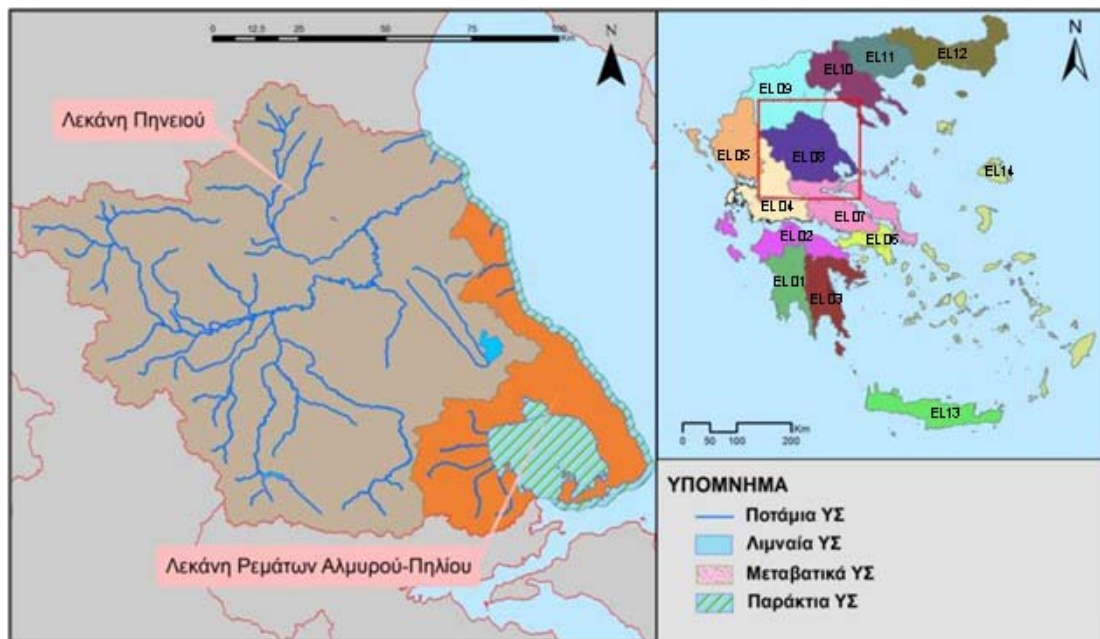 0 12,5 25 50 75 100
Km
N
Λεκάνη Πηνειού
Λεκάνη Ρεμάτων Αλμυρού-Πηλίου
N
EL12
EL11
EL10
EL09
EL05
EL08
EL14
EL04
EL07
EL06
EL02
EL01
EL03
EL13
0 50 100 200
Km
ΥΠΟΜΝΗΜΑ
Ποτάμια ΥΣ
Λιμναία ΥΣ
Μεταβατικά ΥΣ
Παράκτια ΥΣ